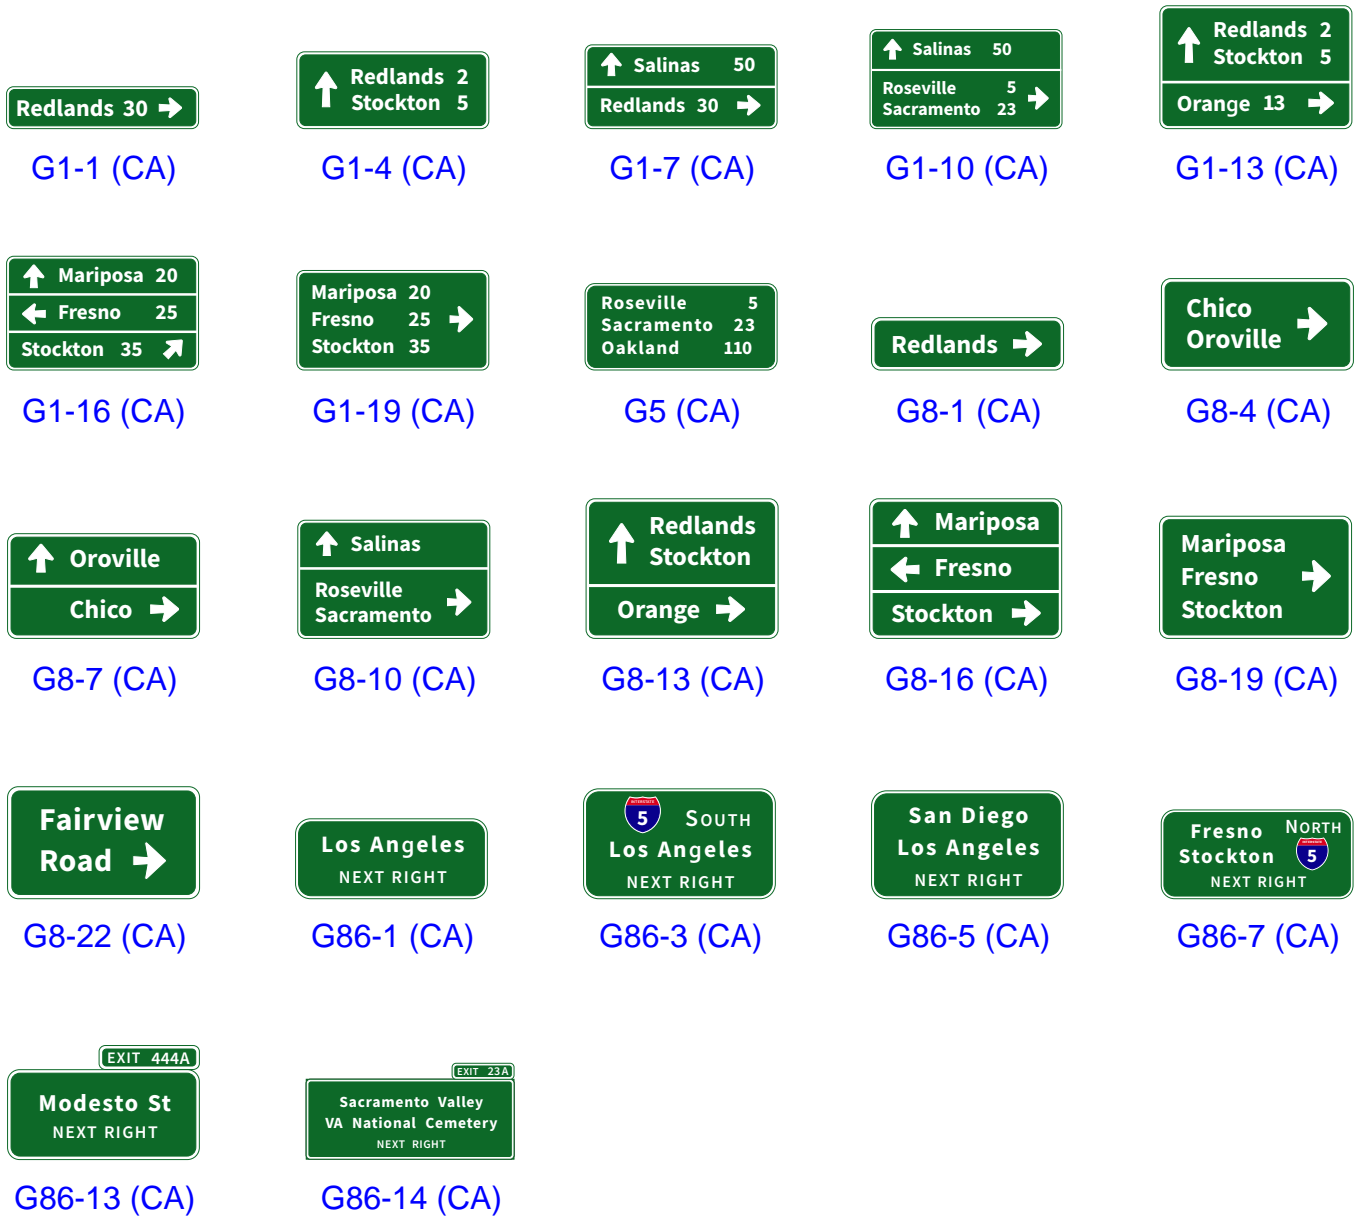 Redlands 30
G1-1 (CA)
Redlands 2
Stockton 5
G1-4 (CA)
Salinas 50
Redlands 30
G1-7 (CA)
Salinas 50
Roseville 5
Sacramento 23
G1-10 (CA)
Redlands 2
Stockton 5
Orange 13
G1-13 (CA)
Mariposa 20
Fresno 25
Stockton 35
G1-16 (CA)
Mariposa 20
Fresno 25
Stockton 35
G1-19 (CA)
Roseville 5
Sacramento 23
Oakland 110
G5 (CA)
Redlands
G8-1 (CA)
Chico
Oroville
G8-4 (CA)
Oroville
Chico
G8-7 (CA)
Salinas
Roseville
Sacramento
G8-10 (CA)
Redlands
Stockton
Orange
G8-13 (CA)
Mariposa
Fresno
Stockton
G8-16 (CA)
Mariposa
Fresno
Stockton
G8-19 (CA)
Fairview
Road
G8-22 (CA)
Los Angeles
NEXT RIGHT
G86-1 (CA)
INTERSTATE
5 SOUTH
Los Angeles
NEXT RIGHT
G86-3 (CA)
San Diego
Los Angeles
NEXT RIGHT
G86-5 (CA)
Fresno NORTH
INTERSTATE
Stockton 5
NEXT RIGHT
G86-7 (CA)
EXIT 444A
Modesto St
NEXT RIGHT
G86-13 (CA)
EXIT 23A
Sacramento Valley
VA National Cemetery
NEXT RIGHT
G86-14 (CA)